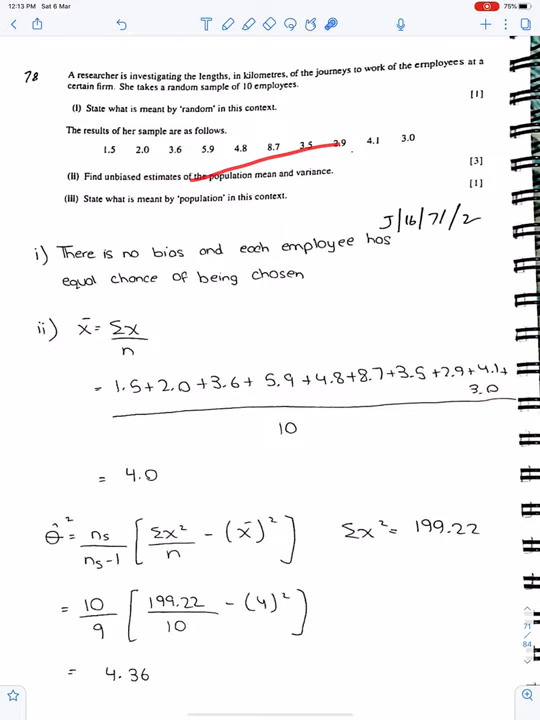 12:13 PM Sat 6 Mar
75%
78
A researcher is investigating the lengths, in kilometres, of the journeys to work of the employees at a
certain firm. She takes a random sample of 10 employees.
(i) State what is meant by 'random' in this context. [1]
The results of her sample are as follows.
1.5 2.0 3.6 5.9 4.8 8.7 3.5 2.9 4.1 3.0
(ii) Find unbiased estimates of the population mean and variance. [3]
(iii) State what is meant by 'population' in this context. [1]
J/16/71/2
i) There is no bias and each employee has
equal chance of being chosen
ii) x̄ = Σx/n
= 1.5+2.0+3.6+5.9+4.8+8.7+3.5+2.9+4.1+
3.0
10
= 4.0
σ̂² = ns/ns-1 [Σx²/n - (x̄)²] Σx² = 199.22
= 10/9 [199.22/10 - (4)²]
= 4.36
71
/
84